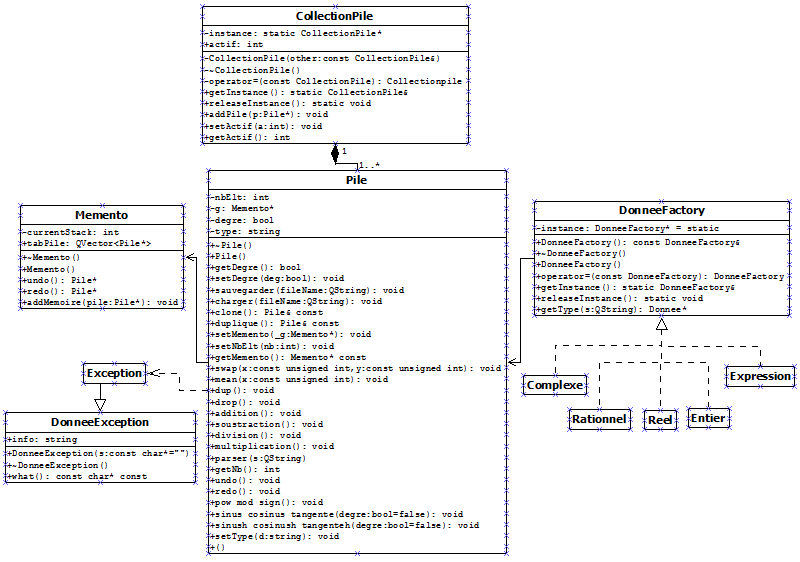 CollectionPile
-instance: static CollectionPile*
+actif: int
-CollectionPile(other:const CollectionPile&)
-~CollectionPile()
-operator=(const CollectionPile): Collectionpile
+getInstance(): static CollectionPile&
+releaseInstance(): static void
+addPile(p:Pile*): void
+setActif(a:int): void
+getActif(): int
1
1..*
Pile
-nbElt: int
-g: Memento*
-degre: bool
-type: string
+~Pile()
+Pile()
+getDegre(): bool
+setDegre(deg:bool): void
+sauvegarder(fileName:QString): void
+charger(fileName:QString): void
+clone(): Pile& const
+duplique(): Pile& const
+setMemento(_g:Memento*): void
+setNbElt(nb:int): void
+getMemento(): Memento* const
+swap(x:const unsigned int,y:const unsigned int): void
+mean(x:const unsigned int): void
+dup(): void
+drop(): void
+addition(): void
+soustraction(): void
+division(): void
+multiplication(): void
+parser(s:QString)
+getNb(): int
+undo(): void
+redo(): void
+pow mod sign(): void
+sinus cosinus tangente(degre:bool=false): void
+sinush cosinush tangenteh(degre:bool=false): void
+setType(d:string): void
+()
Memento
-currentStack: int
+tabPile: QVector<Pile*>
+~Memento()
+Memento()
+undo(): Pile*
+redo(): Pile*
+addMemoire(pile:Pile*): void
Exception
DonneeException
+info: string
+DonneeException(s:const char*="")
+~DonneeException()
+what(): const char* const
DonneeFactory
-instance: DonneeFactory* = static
+DonneeFactory(): const DonneeFactory&
+~DonneeFactory()
+DonneeFactory()
+operator=(const DonneeFactory): DonneeFactory
+getInstance(): static DonneeFactory&
+releaseInstance(): static void
+getType(s:QString): Donnee*
Complexe
Rationnel
Reel
Entier
Expression